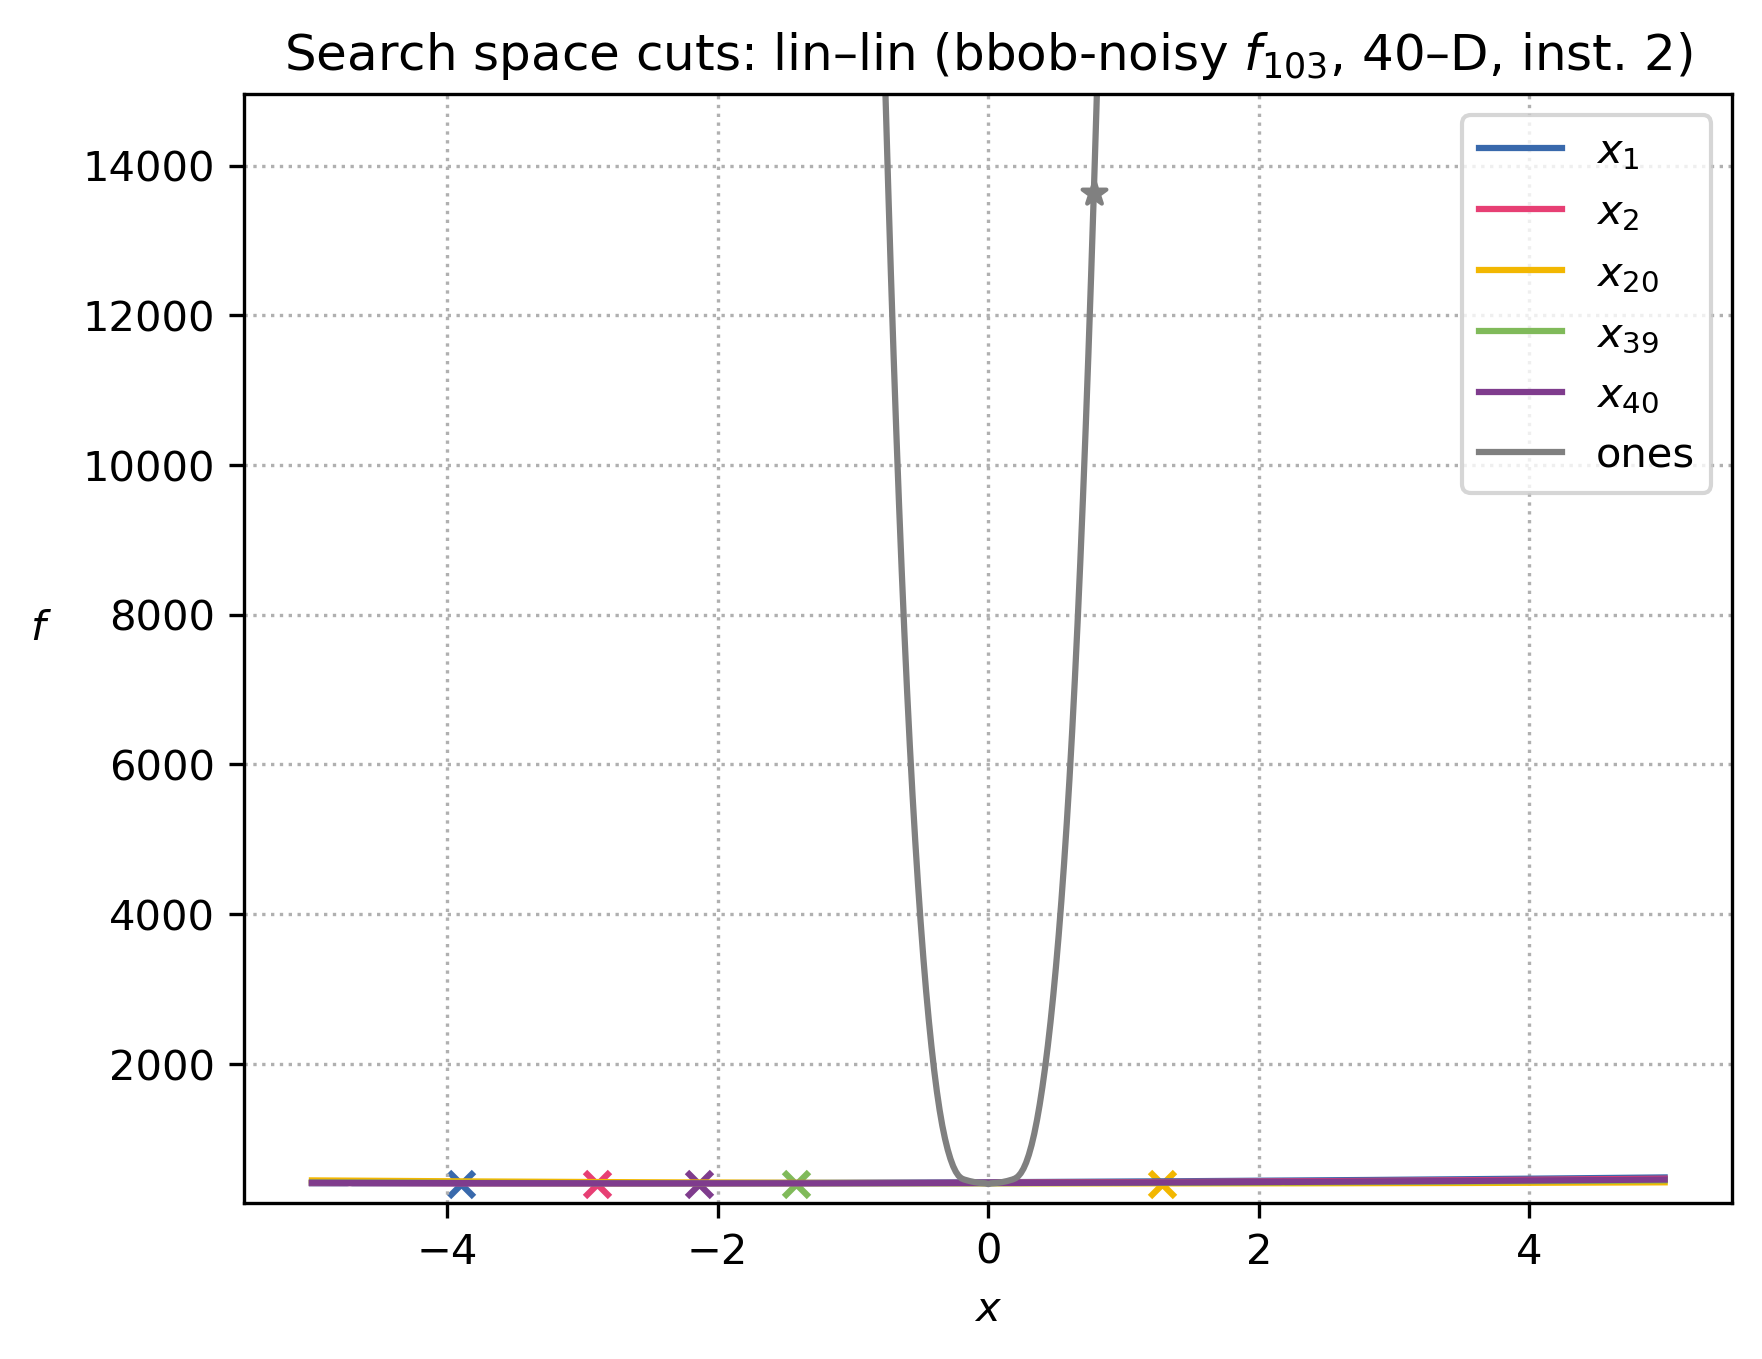 Search space cuts: lin–lin (bbob-noisy f₁₀₃, 40–D, inst. 2)
14000
12000
10000
8000
6000
4000
2000
f
−4
−2
0
2
4
x
x₁
x₂
x₂₀
x₃₉
x₄₀
ones